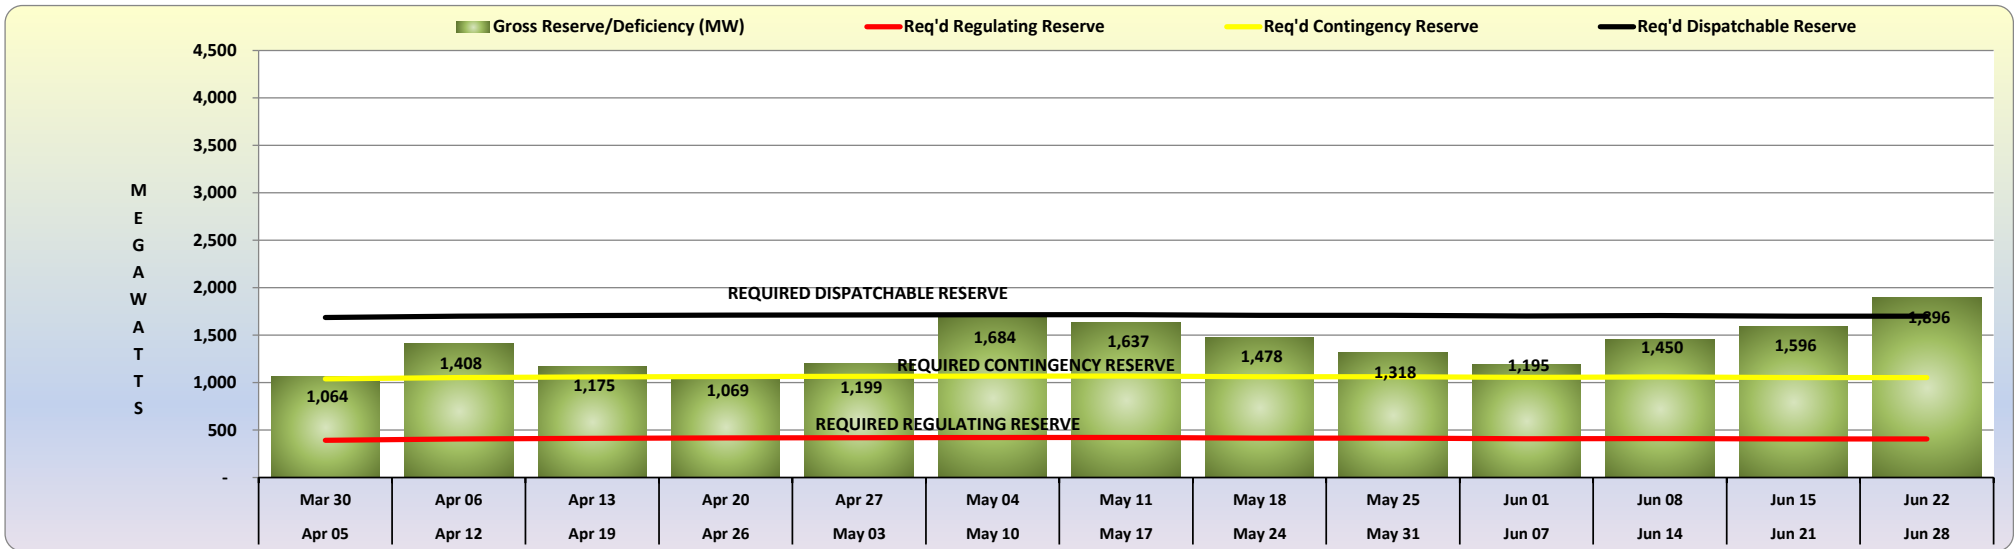 Gross Reserve/Deficiency (MW) Req'd Regulating Reserve Req'd Contingency Reserve Req'd Dispatchable Reserve
4,500
4,000
3,500
3,000
2,500
2,000
1,500
1,000
500
-
MEGAWATTS
REQUIRED DISPATCHABLE RESERVE
REQUIRED CONTINGENCY RESERVE
REQUIRED REGULATING RESERVE
1,064 1,408 1,175 1,069 1,199 1,684 1,637 1,478 1,318 1,195 1,450 1,596 1,896
Mar 30 Apr 06 Apr 13 Apr 20 Apr 27 May 04 May 11 May 18 May 25 Jun 01 Jun 08 Jun 15 Jun 22
Apr 05 Apr 12 Apr 19 Apr 26 May 03 May 10 May 17 May 24 May 31 Jun 07 Jun 14 Jun 21 Jun 28